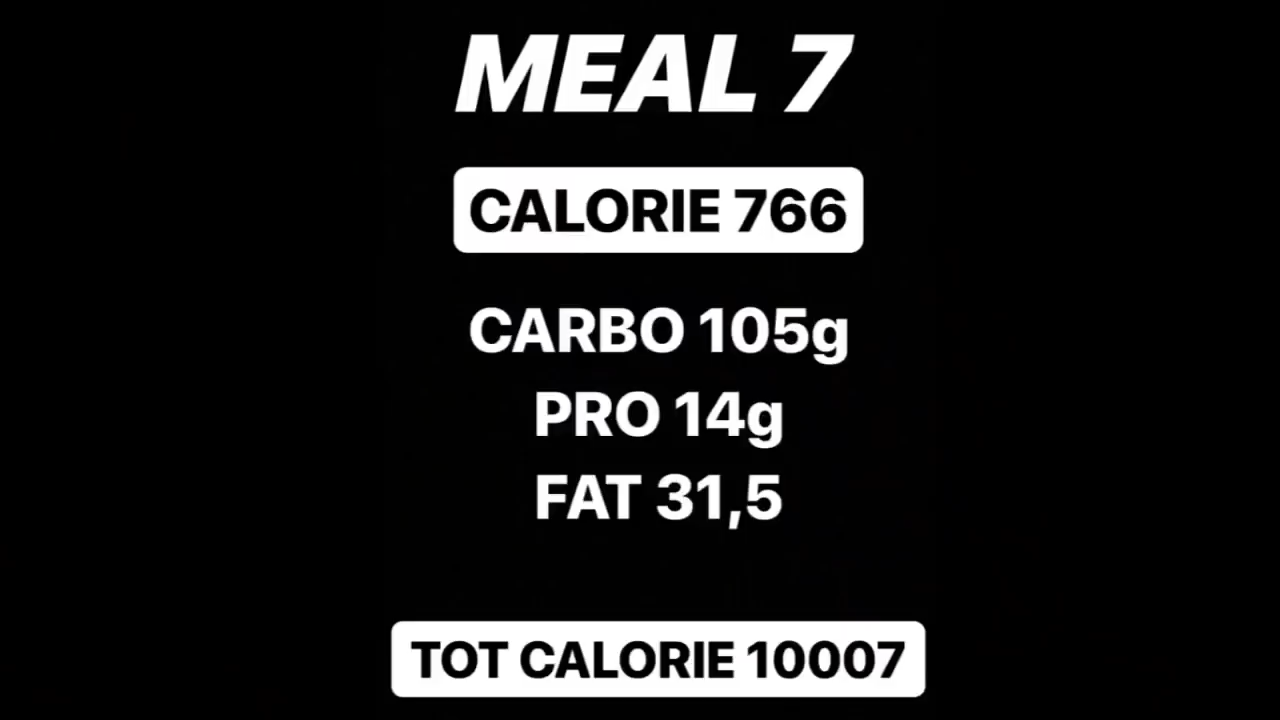 MEAL 7
CALORIE 766
CARBO 105g
PRO 14g
FAT 31,5
TOT CALORIE 10007